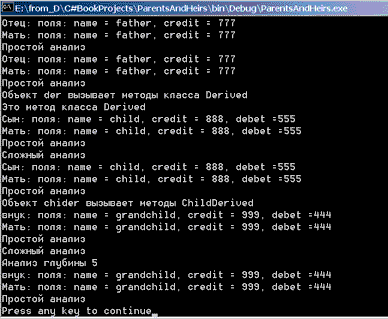 E:\from_D\C#BookProjects\ParentsAndHeirs\bin\Debug\ParentsAndHeirs.exe
Отец: поля: name = father, credit = 777
Мать: поля: name = father, credit = 777
Простой анализ
Отец: поля: name = father, credit = 777
Мать: поля: name = father, credit = 777
Простой анализ
Объект der вызывает методы класса Derived
Это метод класса Derived
Сын: поля: name = child, credit = 888, debet =555
Мать: поля: name = child, credit = 888, debet =555
Простой анализ
Сложный анализ
Сын: поля: name = child, credit = 888, debet =555
Мать: поля: name = child, credit = 888, debet =555
Простой анализ
Объект chider вызывает методы ChildDerived
внук: поля: name = grandchild, credit = 999, debet =444
Мать: поля: name = grandchild, credit = 999, debet =444
Простой анализ
Сложный анализ
Анализ глубины 5
внук: поля: name = grandchild, credit = 999, debet =444
Мать: поля: name = grandchild, credit = 999, debet =444
Простой анализ
Press any key to continue_